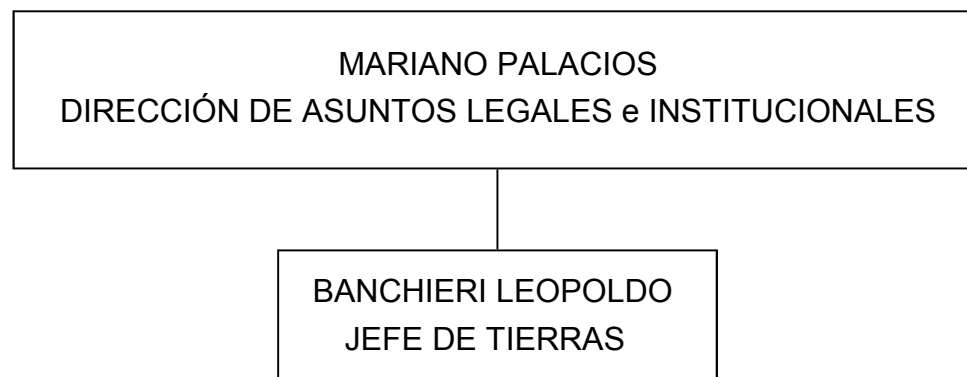 MARIANO PALACIOS
DIRECCIÓN DE ASUNTOS LEGALES e INSTITUCIONALES
BANCHIERI LEOPOLDO
JEFE DE TIERRAS